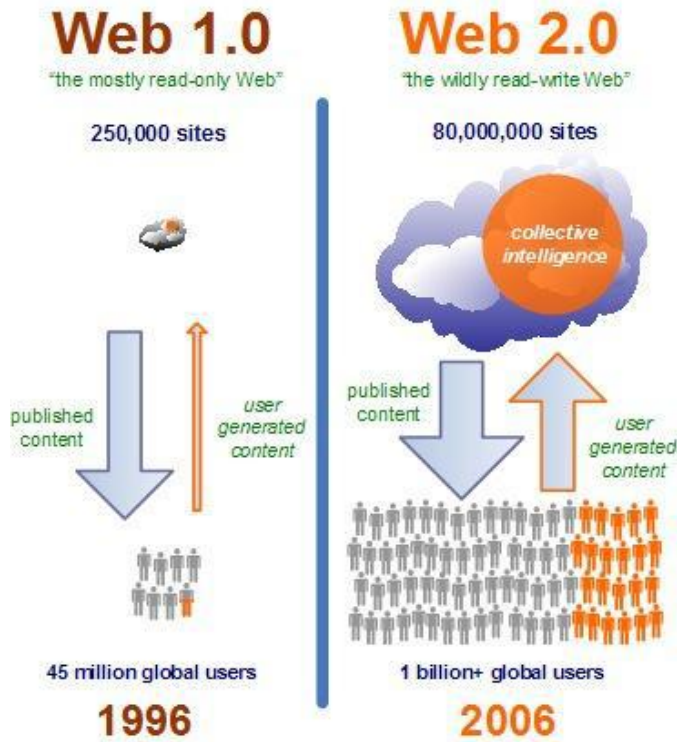 Web 1.0
"the mostly read-only Web"
250,000 sites
published
content
user
generated
content
45 million global users
1996
Web 2.0
"the wildly read-write Web"
80,000,000 sites
collective
intelligence
published
content
user
generated
content
1 billion+ global users
2006